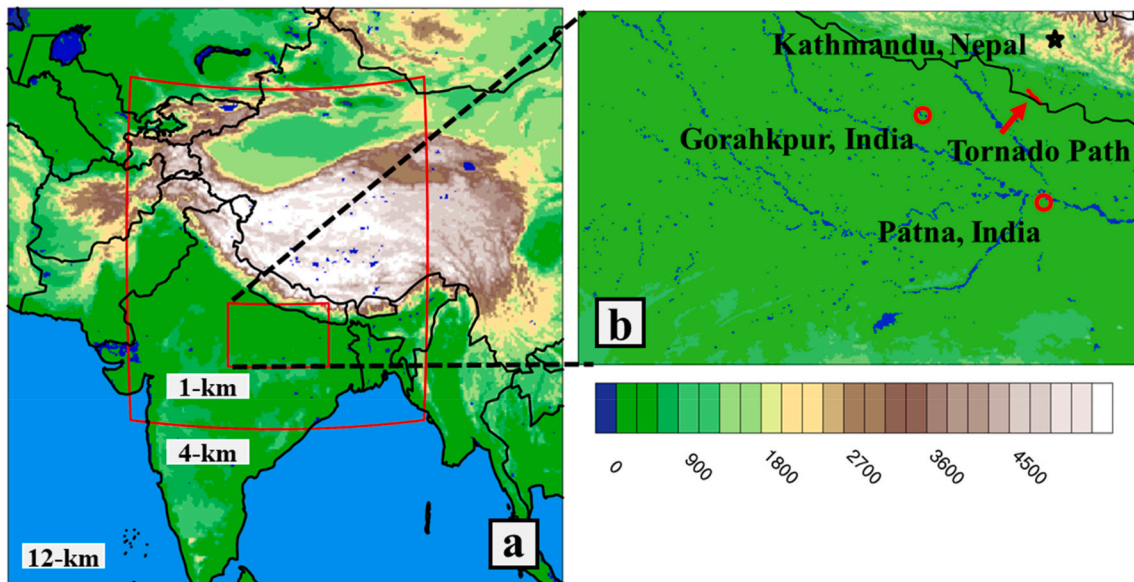 Kathmandu, Nepal
Gorahkpur, India
Tornado Path
Patna, India
b
1-km
4-km
12-km
a
0
900
1800
2700
3600
4500